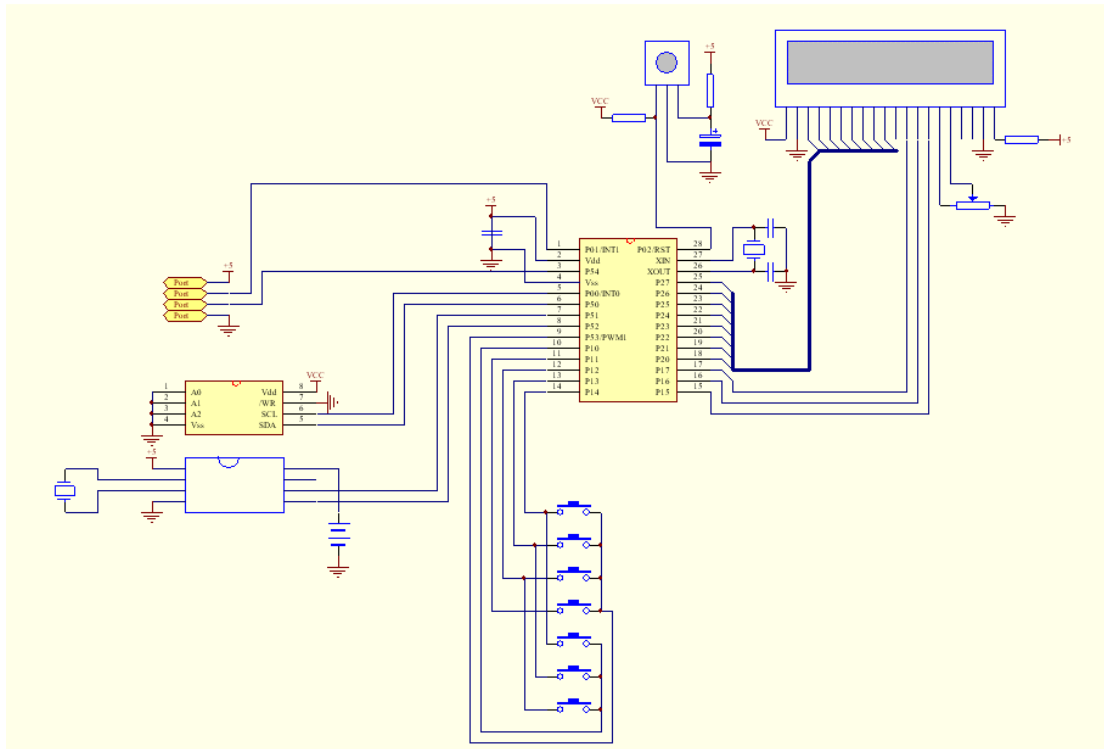 +5
VCC
VCC
+5
+5
1 P01/INT1 P02/RST 28
2 Vdd XIN 27
3 P54 XOUT 26
4 Vss P27 25
5 P00/INT0 P26 24
6 P50 P25 23
7 P51 P24 22
8 P52 P23 21
9 P53/PWM1 P22 20
10 P10 P21 19
11 P11 P20 18
12 P12 P17 17
13 P13 P16 16
14 P14 P15 15
+5
Port
Port
Port
Port
VCC
1 A0 Vdd 8
2 A1 /WR 7
3 A2 SCL 6
4 Vss SDA 5
+5